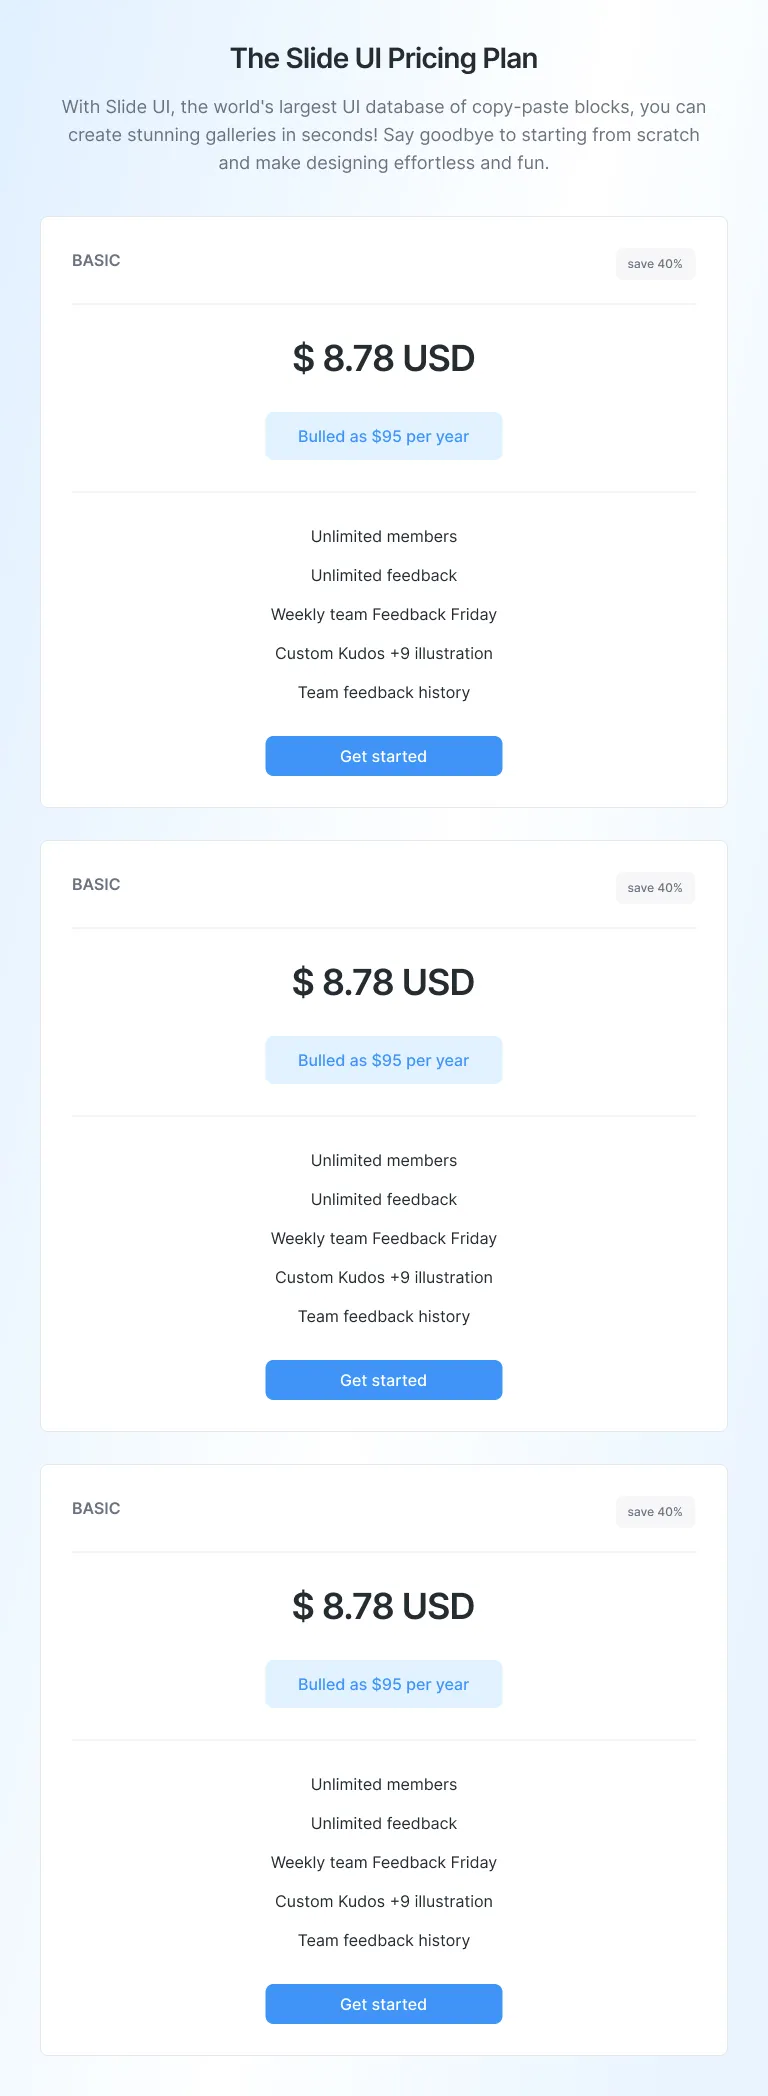 The Slide UI Pricing Plan
With Slide UI, the world's largest UI database of copy-paste blocks, you can
create stunning galleries in seconds! Say goodbye to starting from scratch
and make designing effortless and fun.
BASIC
save 40%
$ 8.78 USD
Bulled as $95 per year
Unlimited members
Unlimited feedback
Weekly team Feedback Friday
Custom Kudos +9 illustration
Team feedback history
Get started
BASIC
save 40%
$ 8.78 USD
Bulled as $95 per year
Unlimited members
Unlimited feedback
Weekly team Feedback Friday
Custom Kudos +9 illustration
Team feedback history
Get started
BASIC
save 40%
$ 8.78 USD
Bulled as $95 per year
Unlimited members
Unlimited feedback
Weekly team Feedback Friday
Custom Kudos +9 illustration
Team feedback history
Get started